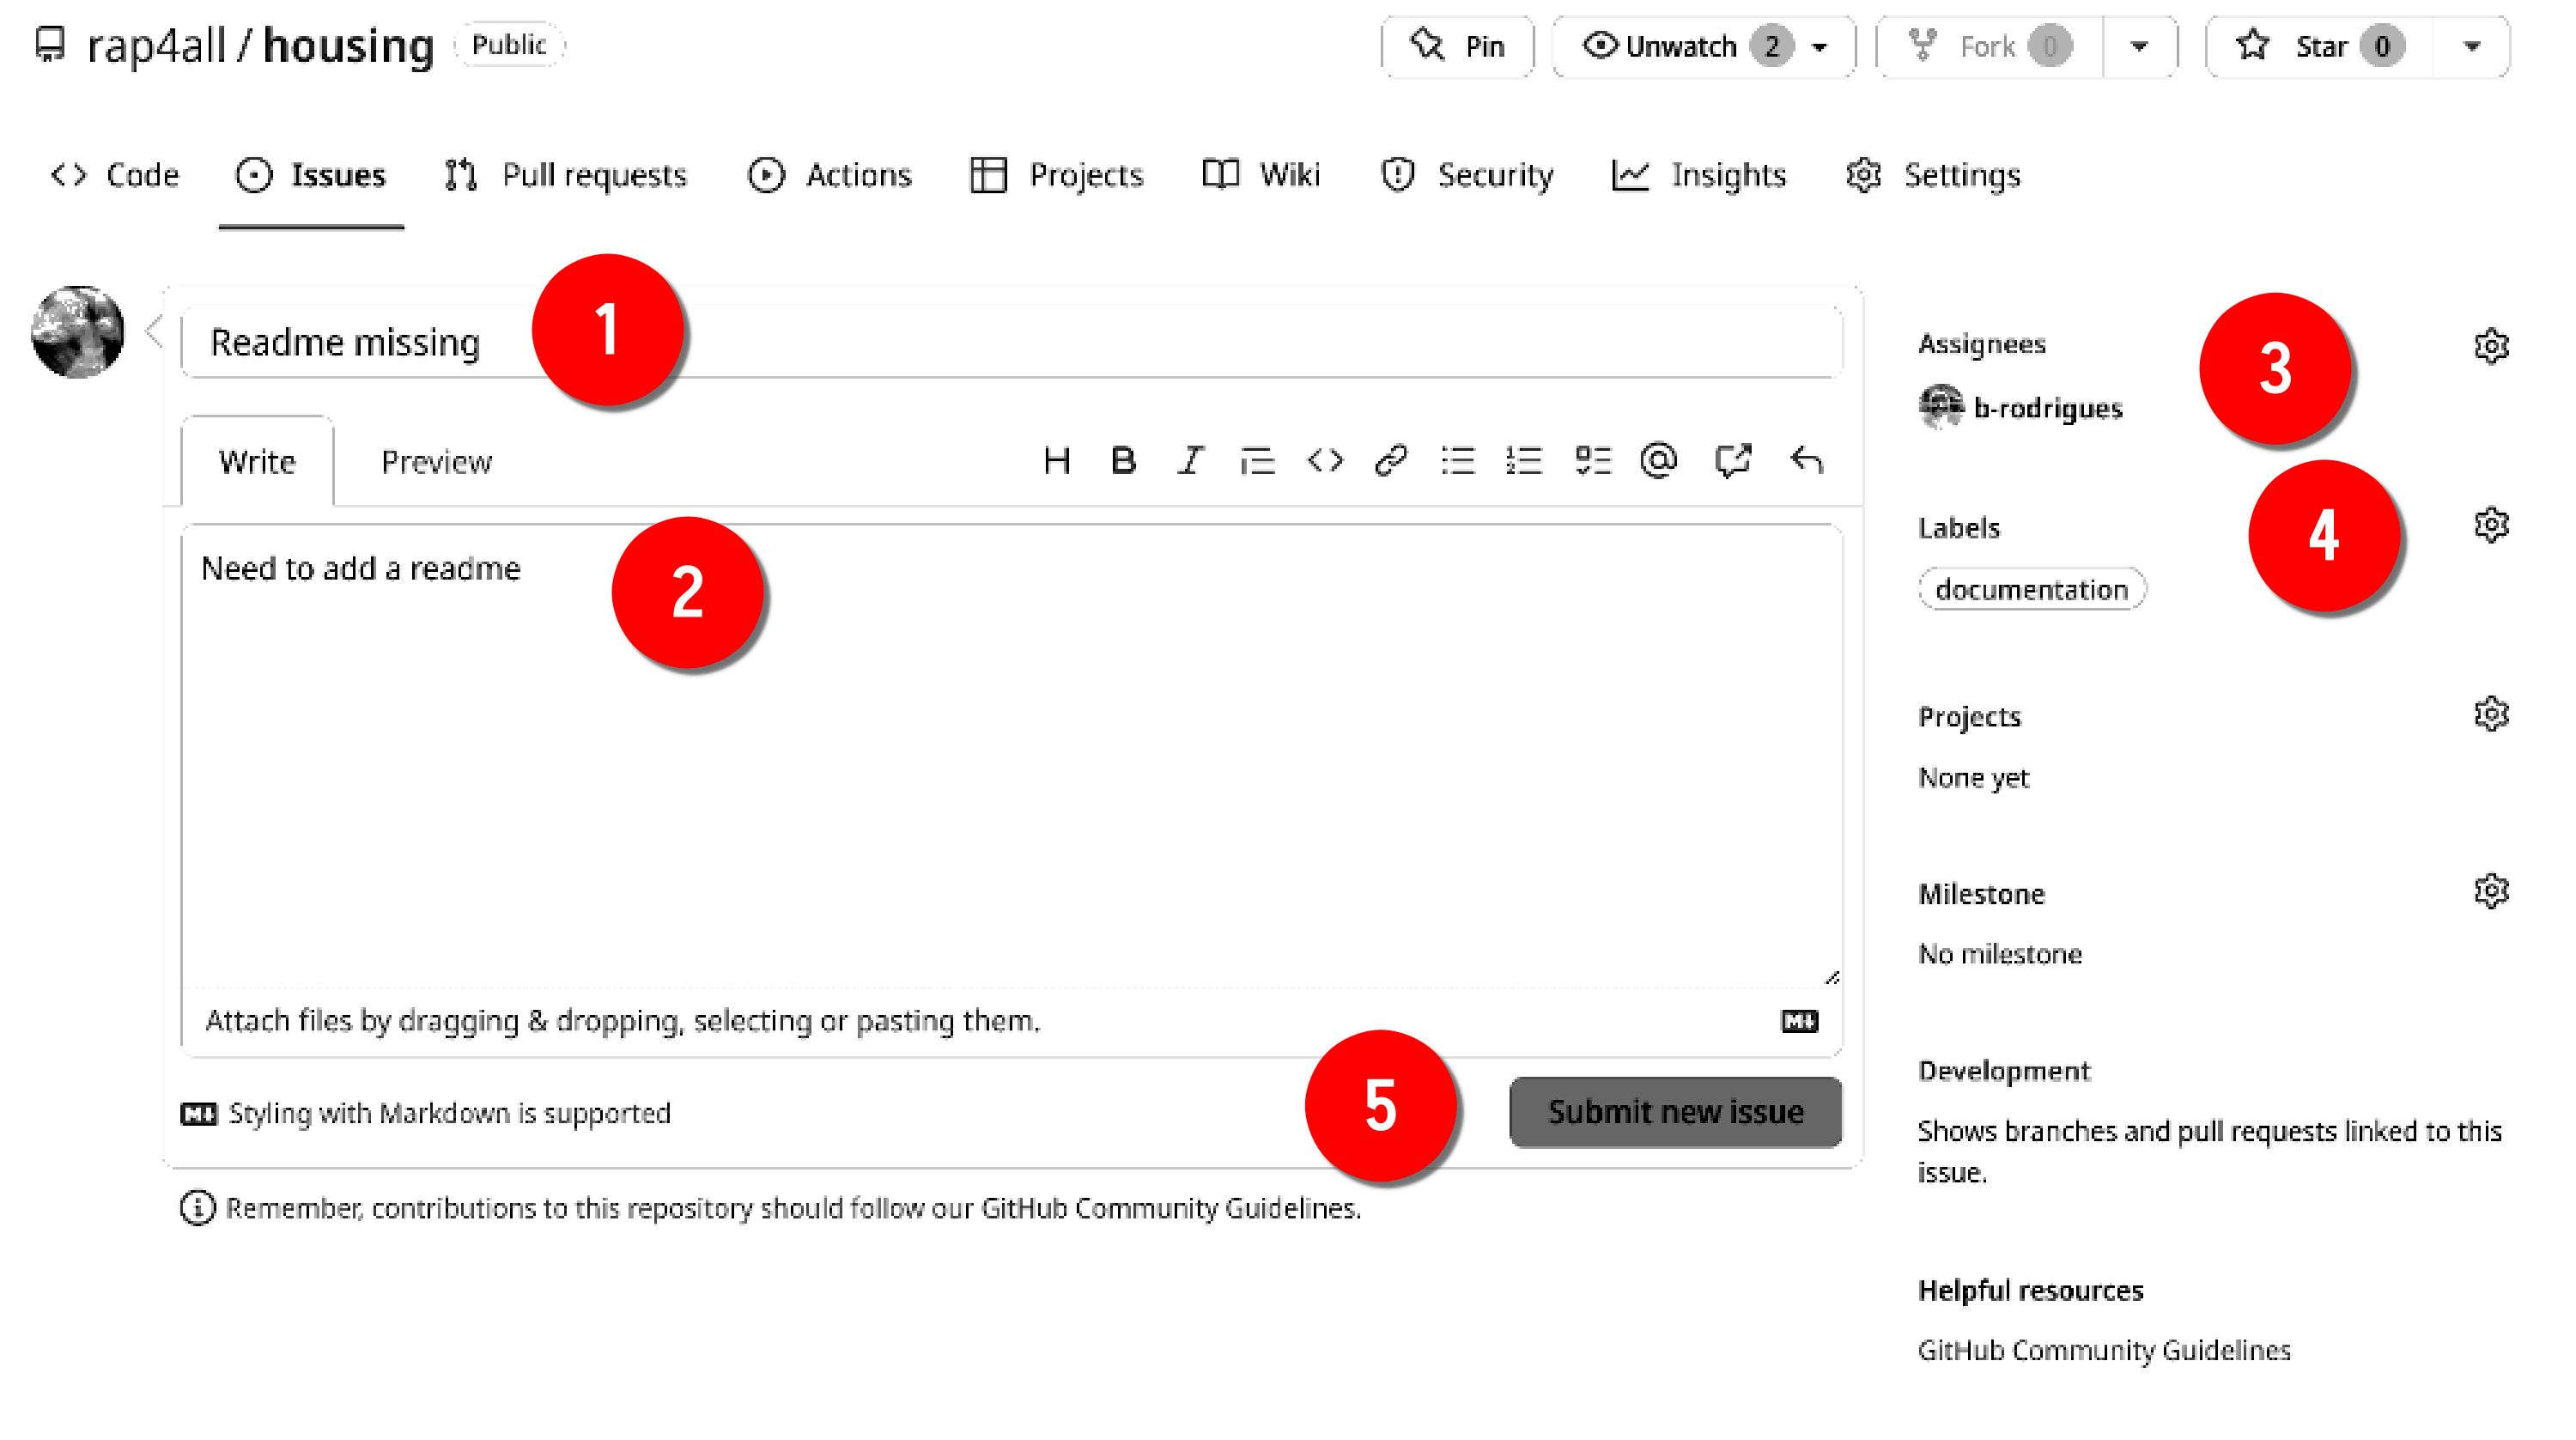 rap4all / housing Public Pin Unwatch 2 Fork 0 Star 0
Code Issues Pull requests Actions Projects Wiki Security Insights Settings
1
Readme missing
Write Preview H B I
2
Need to add a readme
Attach files by dragging & dropping, selecting or pasting them.
5
Styling with Markdown is supported
Submit new issue
Remember, contributions to this repository should follow our GitHub Community Guidelines.
Assignees
3
b-rodrigues
Labels
4
documentation
Projects
None yet
Milestone
No milestone
Development
Shows branches and pull requests linked to this
issue.
Helpful resources
GitHub Community Guidelines